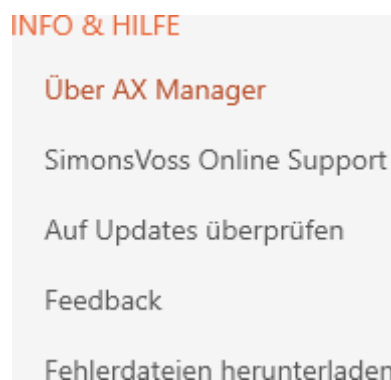 INFO & HILFE
Über AX Manager
SimonsVoss Online Support
Auf Updates überprüfen
Feedback
Fehlerdateien herunterladen